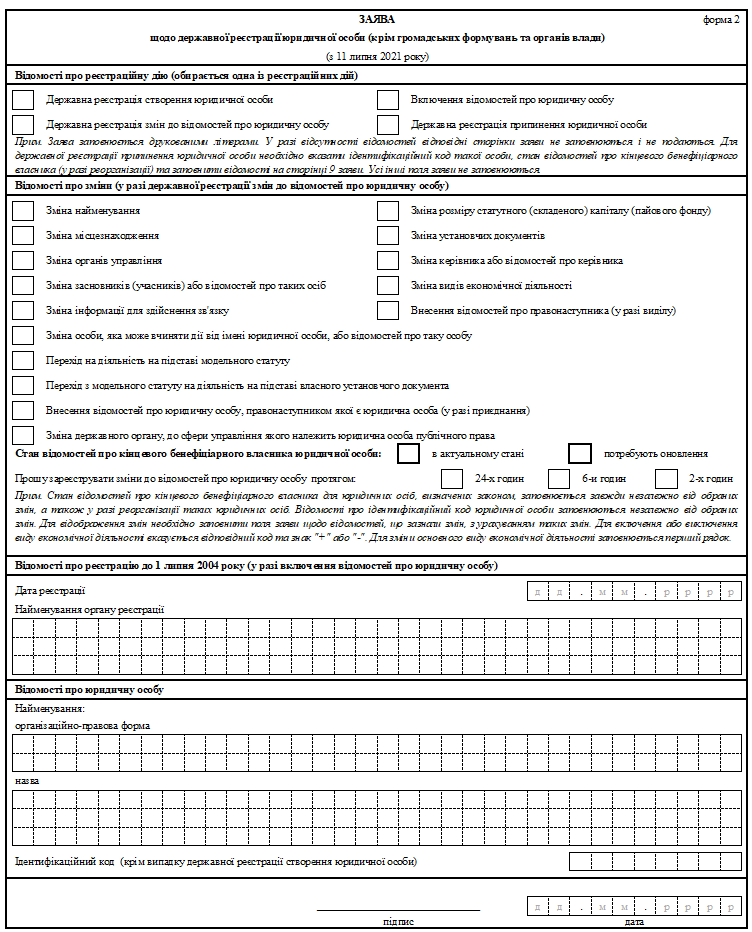 ЗАЯВА
форма 2
щодо державної реєстрації юридичної особи (крім громадських формувань та органів влади)
(з 11 липня 2021 року)
Відомості про реєстраційну дію (обирається одна із реєстраційних дій)
Державна реєстрація створення юридичної особи
Включення відомостей про юридичну особу
Державна реєстрація змін до відомостей про юридичну особу
Державна реєстрація припинення юридичної особи
Прим. Заява заповнюється друкованими літерами. У разі відсутності відомостей відповідні сторінки заяви не заповнюються і не подаються. Для
державної реєстрації припинення юридичної особи необхідно вказати ідентифікаційний код такої особи, стан відомостей про кінцевого бенефіціарного
власника (у разі реорганізації) та заповнити відомості на сторінці 9 заяви. Усі інші поля заяви не заповнюються.
Відомості про зміни (у разі державної реєстрації змін до відомостей про юридичну особу)
Зміна найменування
Зміна розміру статутного (складеного) капіталу (пайового фонду)
Зміна місцезнаходження
Зміна установчих документів
Зміна органів управління
Зміна керівника або відомостей про керівника
Зміна засновників (учасників) або відомостей про таких осіб
Зміна видів економічної діяльності
Зміна інформації для здійснення зв'язку
Внесення відомостей про правонаступника (у разі виділу)
Зміна особи, яка може вчиняти дії від імені юридичної особи, або відомостей про таку особу
Перехід на діяльність на підставі модельного статуту
Перехід з модельного статуту на діяльність на підставі власного установчого документа
Внесення відомостей про юридичну особу, правонаступником якої є юридична особа (у разі приєднання)
Зміна державного органу, до сфери управління якого належить юридична особа публічного права
Стан відомостей про кінцевого бенефіціарного власника юридичної особи:
в актуальному стані
потребують оновлення
Прошу зареєструвати зміни до відомостей про юридичну особу протягом:
24-х годин
6-и годин
2-х годин
Прим. Стан відомостей про кінцевого бенефіціарного власника для юридичних осіб, визначених законом, заповнюється завжди незалежно від обраних
змін, а також у разі реорганізації таких юридичних осіб. Відомості про ідентифікаційний код юридичної особи заповнюються незалежно від обраних
змін. Для відображення змін необхідно заповнити поля заяви щодо відомостей, що зазнали змін, з урахуванням таких змін. Для включення або виключення
виду економічної діяльності вказується відповідний код та знак "+" або "-". Для зміни основного виду економічної діяльності заповнюється перший рядок.
Відомості про реєстрацію до 1 липня 2004 року (у разі включення відомостей про юридичну особу)
Дата реєстрації
д д . м м . р р р р
Найменування органу реєстрації
Відомості про юридичну особу
Найменування:
організаційно-правова форма
назва
Ідентифікаційний код (крім випадку державної реєстрації створення юридичної особи)
д д . м м . р р р р
підпис
дата